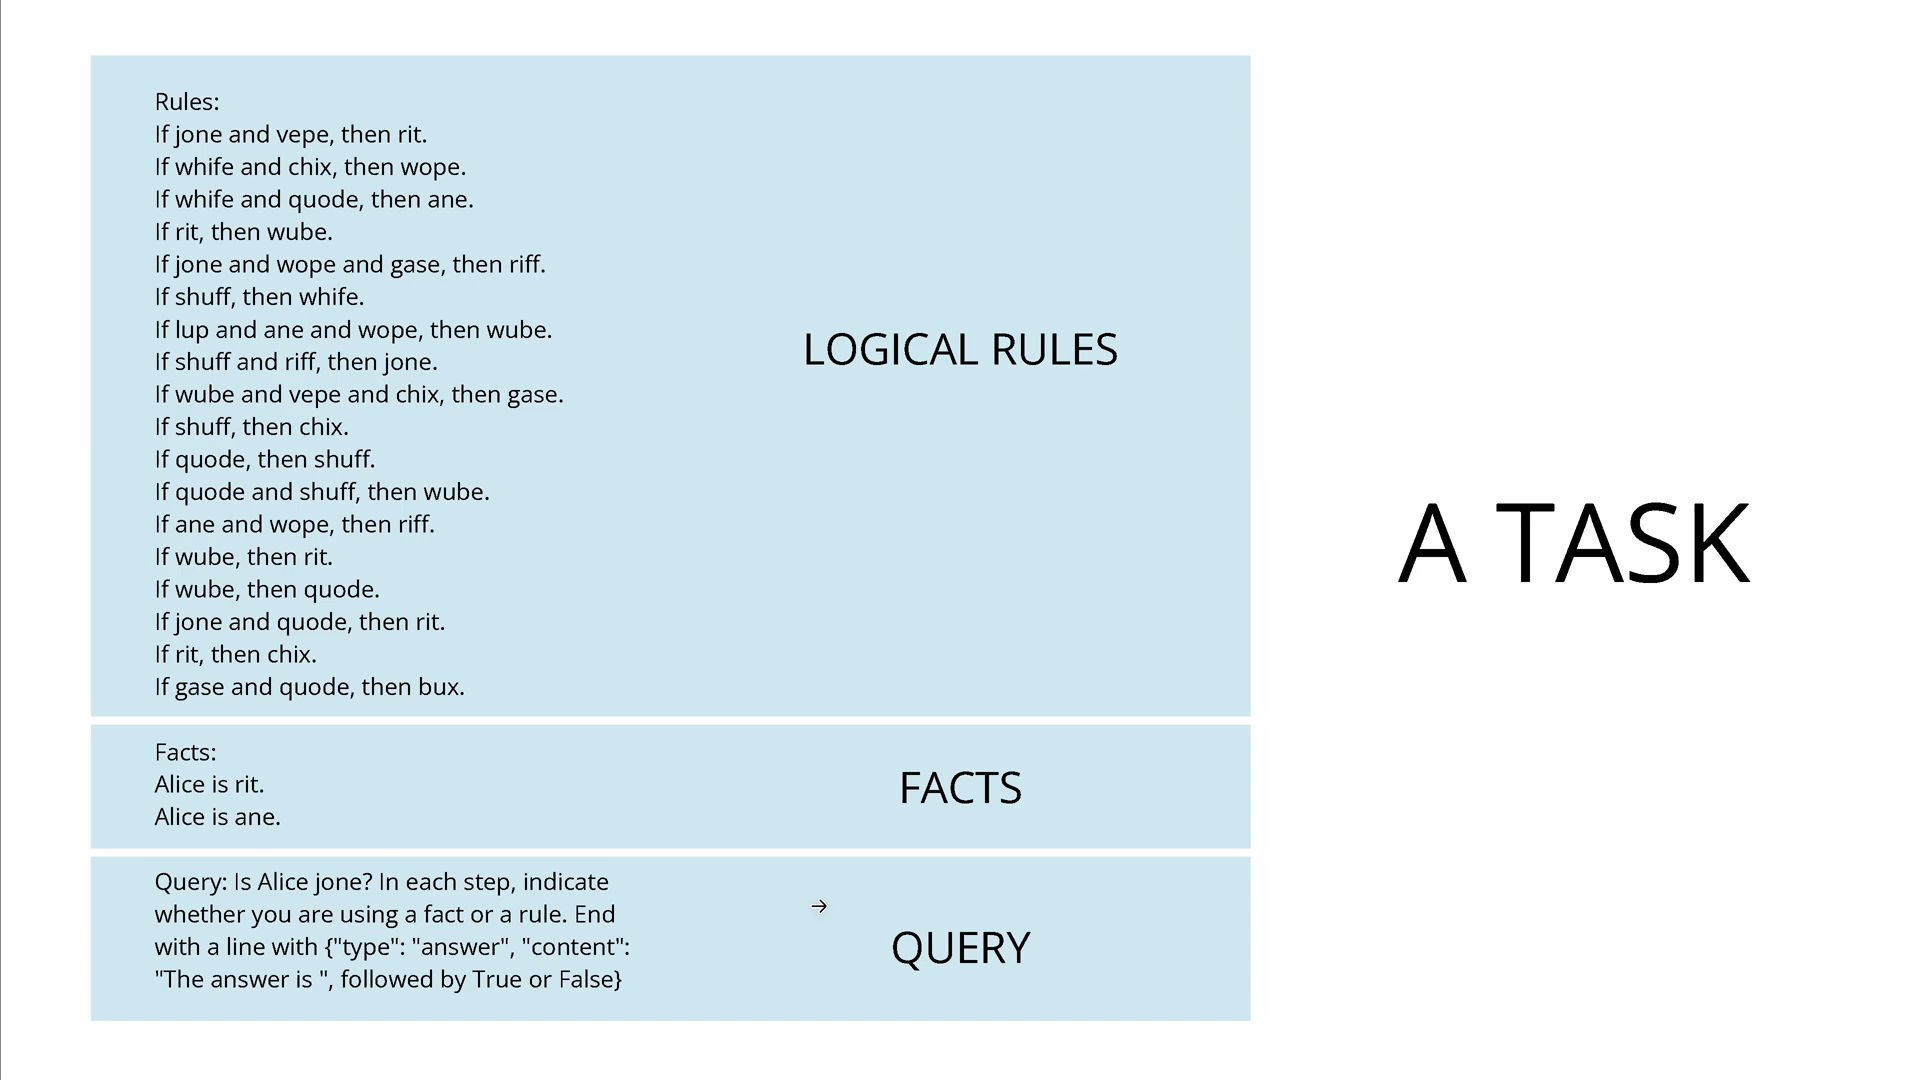 Rules:
If jone and vepe, then rit.
If whife and chix, then wope.
If whife and quode, then ane.
If rit, then wube.
If jone and wope and gase, then riff.
If shuff, then whife.
If lup and ane and wope, then wube.
If shuff and riff, then jone.
If wube and vepe and chix, then gase.
If shuff, then chix.
If quode, then shuff.
If quode and shuff, then wube.
If ane and wope, then riff.
If wube, then rit.
If wube, then quode.
If jone and quode, then rit.
If rit, then chix.
If gase and quode, then bux.
LOGICAL RULES
Facts:
Alice is rit.
Alice is ane.
FACTS
Query: Is Alice jone? In each step, indicate
whether you are using a fact or a rule. End
with a line with {"type": "answer", "content":
"The answer is ", followed by True or False}
QUERY
A TASK